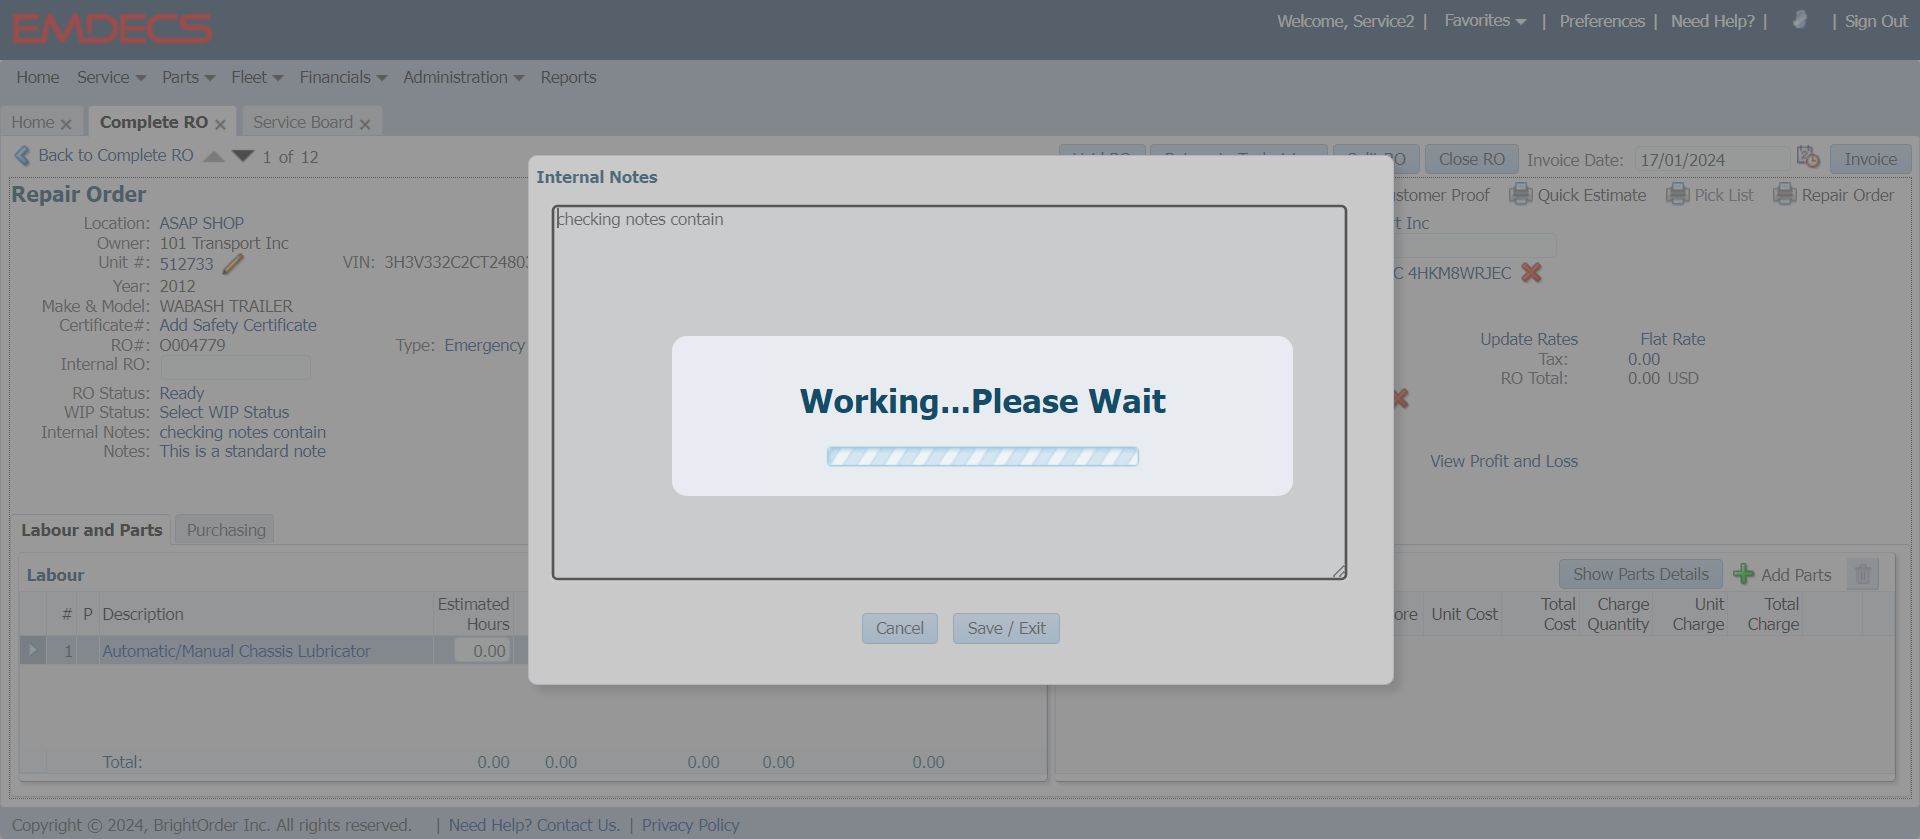 EMDECS
Welcome, Service2 | Favorites | Preferences | Need Help? | | Sign Out
Home Service Parts Fleet Financials Administration Reports
Home Complete RO Service Board
Back to Complete RO 1 of 12
Close RO Invoice Date: 17/01/2024 Invoice
Internal Notes
checking notes contain
Working...Please Wait
Cancel Save / Exit
Repair Order
Proof Quick Estimate Pick List Repair Order
Location: ASAP SHOP
Owner: 101 Transport Inc
Unit #: 512733 VIN: 3H3V332C2CT2480
Year: 2012
Make & Model: WABASH TRAILER
Certificate#: Add Safety Certificate
RO#: O004779 Type: Emergency
Internal RO:
RO Status: Ready
WIP Status: Select WIP Status
Internal Notes: checking notes contain
Notes: This is a standard note
t Inc
C 4HKM8WRJEC
Update Rates Flat Rate
Tax: 0.00
RO Total: 0.00 USD
View Profit and Loss
Labour and Parts Purchasing
Labour
# P Description Estimated Hours
1 Automatic/Manual Chassis Lubricator 0.00
Total: 0.00 0.00 0.00 0.00 0.00
Show Parts Details Add Parts
ore Unit Cost Total Cost Charge Quantity Unit Charge Total Charge
Copyright © 2024, BrightOrder Inc. All rights reserved. | Need Help? Contact Us. | Privacy Policy